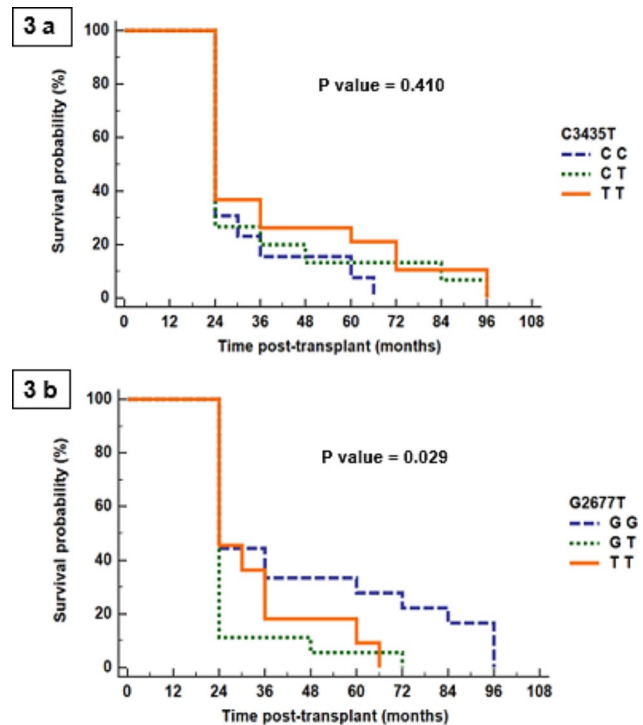 3 a
100
80
60
40
20
0
Survival probability (%)
P value = 0.410
C3435T
C C
C T
T T
0 12 24 36 48 60 72 84 96 108
Time post-transplant (months)
3 b
100
80
60
40
20
0
Survival probability (%)
P value = 0.029
G2677T
G G
G T
T T
0 12 24 36 48 60 72 84 96 108
Time post-transplant (months)